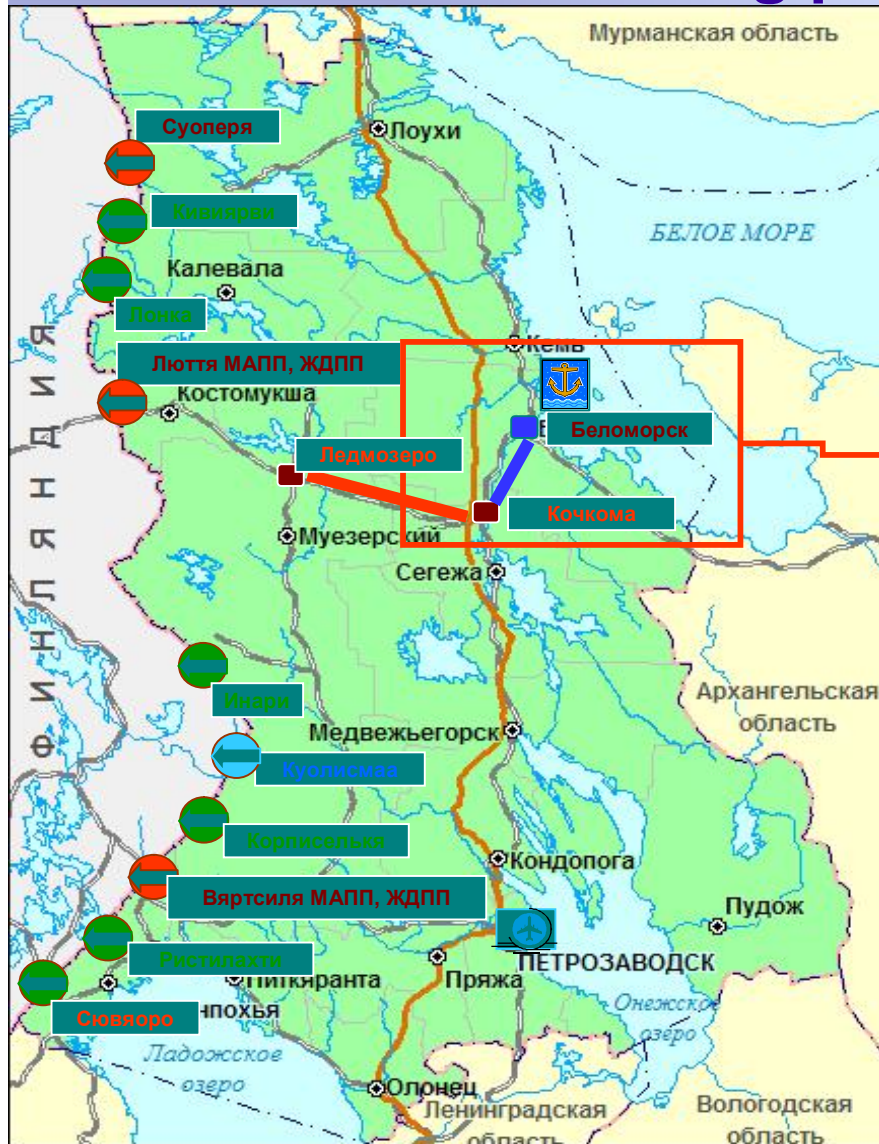 Мурманская область
Суоперя
Лоухи
Кивиярви
БЕЛОЕ МОРЕ
Калевала
Лонка
ФИНЛЯНДИЯ
Кемь
Люття МАПП, ЖДПП
Костомукша
Беломорск
Ледмозеро
Кочкома
Муезерский
Сегежа
Инари
Архангельская
область
Медвежьегорск
Куолисмаа
Корписелькя
Кондопога
Вяртсиля МАПП, ЖДПП
Пудож
Ристилахти
ПЕТРОЗАВОДСК
Питкяранта
Пряжа
Сювяоро
нпохья
Онежское
озеро
Ладожское
озеро
Олонец
Ленинградская
область
Вологодская
область